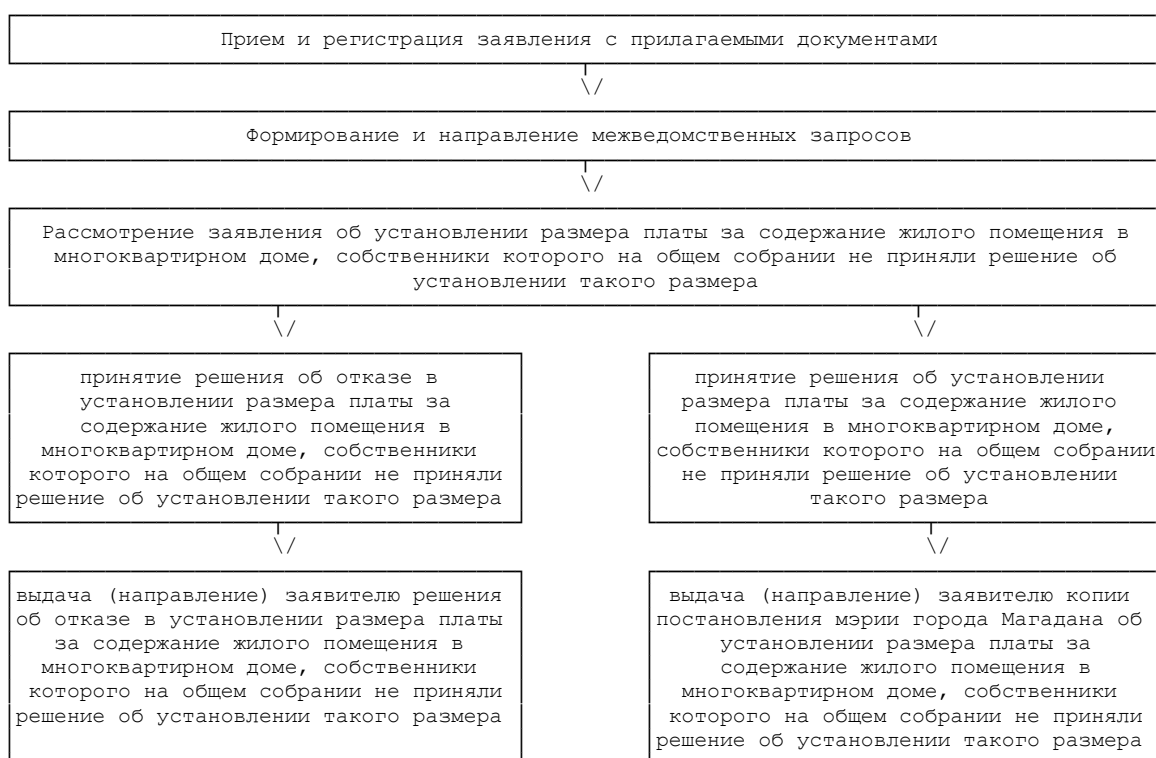 Прием и регистрация заявления с прилагаемыми документами
\/
Формирование и направление межведомственных запросов
\/
Рассмотрение заявления об установлении размера платы за содержание жилого помещения в
многоквартирном доме, собственники которого на общем собрании не приняли решение об
установлении такого размера
\/
\/
принятие решения об отказе в
установлении размера платы за
содержание жилого помещения в
многоквартирном доме, собственники
которого на общем собрании не приняли
решение об установлении такого размера
принятие решения об установлении
размера платы за содержание жилого
помещения в многоквартирном доме,
собственники которого на общем собрании
не приняли решение об установлении
такого размера
\/
\/
выдача (направление) заявителю решения
об отказе в установлении размера платы
за содержание жилого помещения в
многоквартирном доме, собственники
которого на общем собрании не приняли
решение об установлении такого размера
выдача (направление) заявителю копии
постановления мэрии города Магадана об
установлении размера платы за
содержание жилого помещения в
многоквартирном доме, собственники
которого на общем собрании не приняли
решение об установлении такого размера